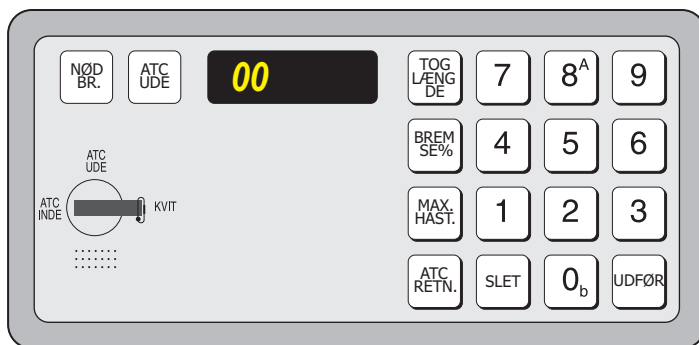 NØD
BR.
ATC
UDE
00
TOG
LÆNG
DE
7
8A
9
BREM
SE%
4
5
6
ATC
UDE
ATC
INDE
KVIT
MAX.
HAST.
1
2
3
ATC
RETN.
SLET
0b
UDFØR